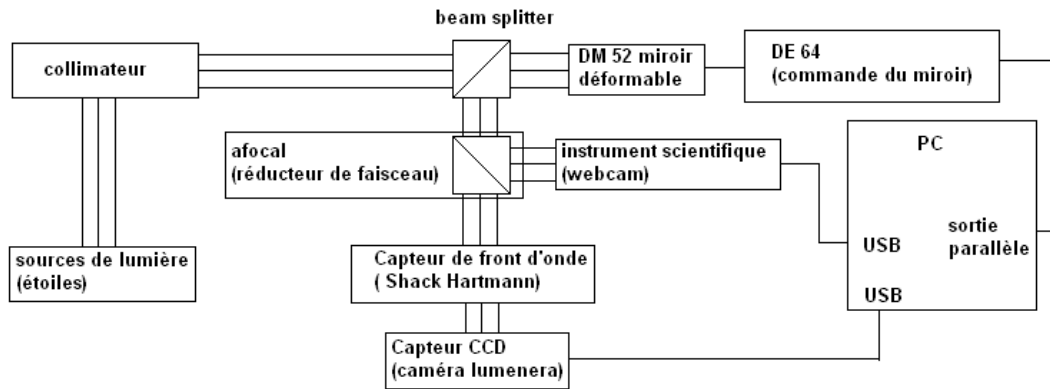 beam splitter
collimateur
DM 52 miroir
déformable
DE 64
(commande du miroir)
afocal
(réducteur de faisceau)
instrument scientifique
(webcam)
PC
USB
sortie
parallèle
USB
sources de lumière
(étoiles)
Capteur de front d'onde
( Shack Hartmann)
Capteur CCD
(caméra lumenera)